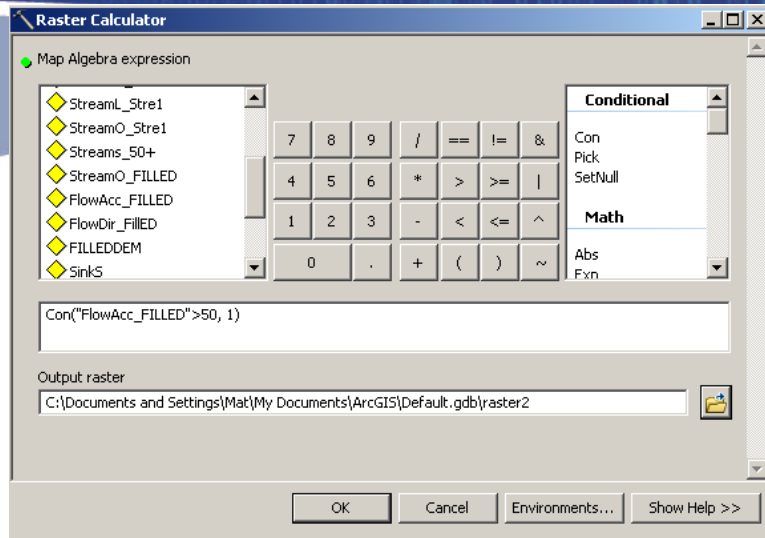 Raster Calculator
Map Algebra expression
StreamL_Stre1
StreamO_Stre1
Streams_50+
StreamO_FILLED
FlowAcc_FILLED
FlowDir_FillED
FILLEDDEM
SinkS
7 8 9 / == != &
4 5 6 * > >= |
1 2 3 - < <= ^
0 . + ( ) ~
Conditional
Con
Pick
SetNull
Math
Abs
Exp
Con("FlowAcc_FILLED">50, 1)
Output raster
C:\Documents and Settings\Mat\My Documents\ArcGIS\Default.gdb\raster2
OK Cancel Environments... Show Help >>